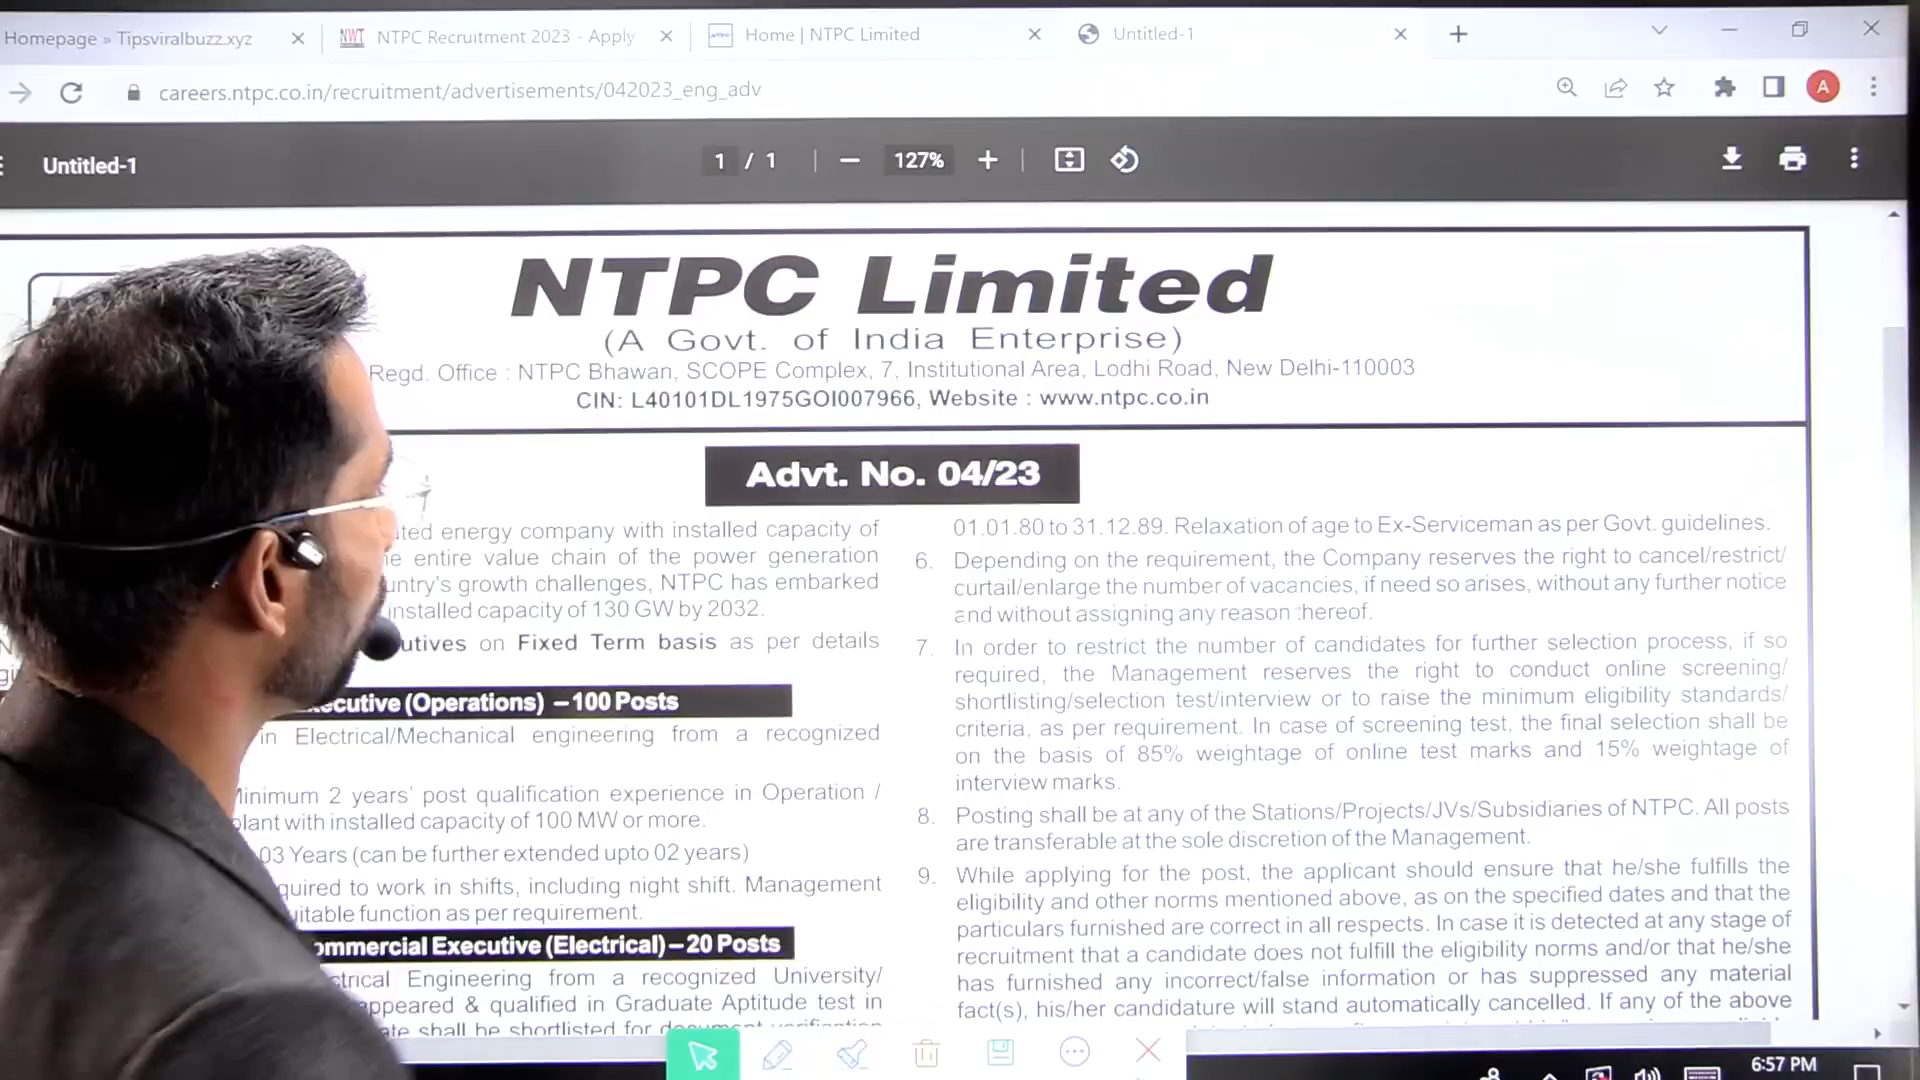 Homepage » Tipsviralbuzz.xyz
NTPC Recruitment 2023 - Apply
Home | NTPC Limited
Untitled-1
careers.ntpc.co.in/recruitment/advertisements/042023_eng_adv
A
Untitled-1
1 / 1
127%
NTPC Limited
(A Govt. of India Enterprise)
Regd. Office : NTPC Bhawan, SCOPE Complex, 7, Institutional Area, Lodhi Road, New Delhi-110003
CIN: L40101DL1975GOI007966, Website : www.ntpc.co.in
Advt. No. 04/23
energy company with installed capacity of
entire value chain of the power generation
growth challenges, NTPC has embarked
installed capacity of 130 GW by 2032.
on Fixed Term basis as per details
(Operations) – 100 Posts
in Electrical/Mechanical engineering from a recognized
Minimum 2 years' post qualification experience in Operation /
plant with installed capacity of 100 MW or more.
03 Years (can be further extended upto 02 years)
to work in shifts, including night shift. Management
function as per requirement.
Commercial Executive (Electrical) – 20 Posts
Engineering from a recognized University/
appeared & qualified in Graduate Aptitude test in
shall be shortlisted for document verification
01.01.80 to 31.12.89. Relaxation of age to Ex-Serviceman as per Govt. guidelines.
6. Depending on the requirement, the Company reserves the right to cancel/restrict/
curtail/enlarge the number of vacancies, if need so arises, without any further notice
and without assigning any reason thereof.
7. In order to restrict the number of candidates for further selection process, if so
required, the Management reserves the right to conduct online screening/
shortlisting/selection test/interview or to raise the minimum eligibility standards/
criteria, as per requirement. In case of screening test, the final selection shall be
on the basis of 85% weightage of online test marks and 15% weightage of
interview marks.
8. Posting shall be at any of the Stations/Projects/JVs/Subsidiaries of NTPC. All posts
are transferable at the sole discretion of the Management.
9. While applying for the post, the applicant should ensure that he/she fulfills the
eligibility and other norms mentioned above, as on the specified dates and that the
particulars furnished are correct in all respects. In case it is detected at any stage of
recruitment that a candidate does not fulfill the eligibility norms and/or that he/she
has furnished any incorrect/false information or has suppressed any material
fact(s), his/her candidature will stand automatically cancelled. If any of the above
6:57 PM